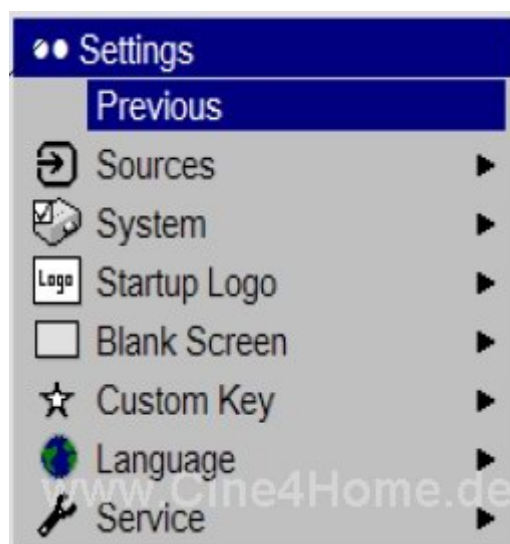 Settings
Previous
Sources
System
Logo Startup Logo
Blank Screen
Custom Key
Language
www.Cine4Home.de
Service